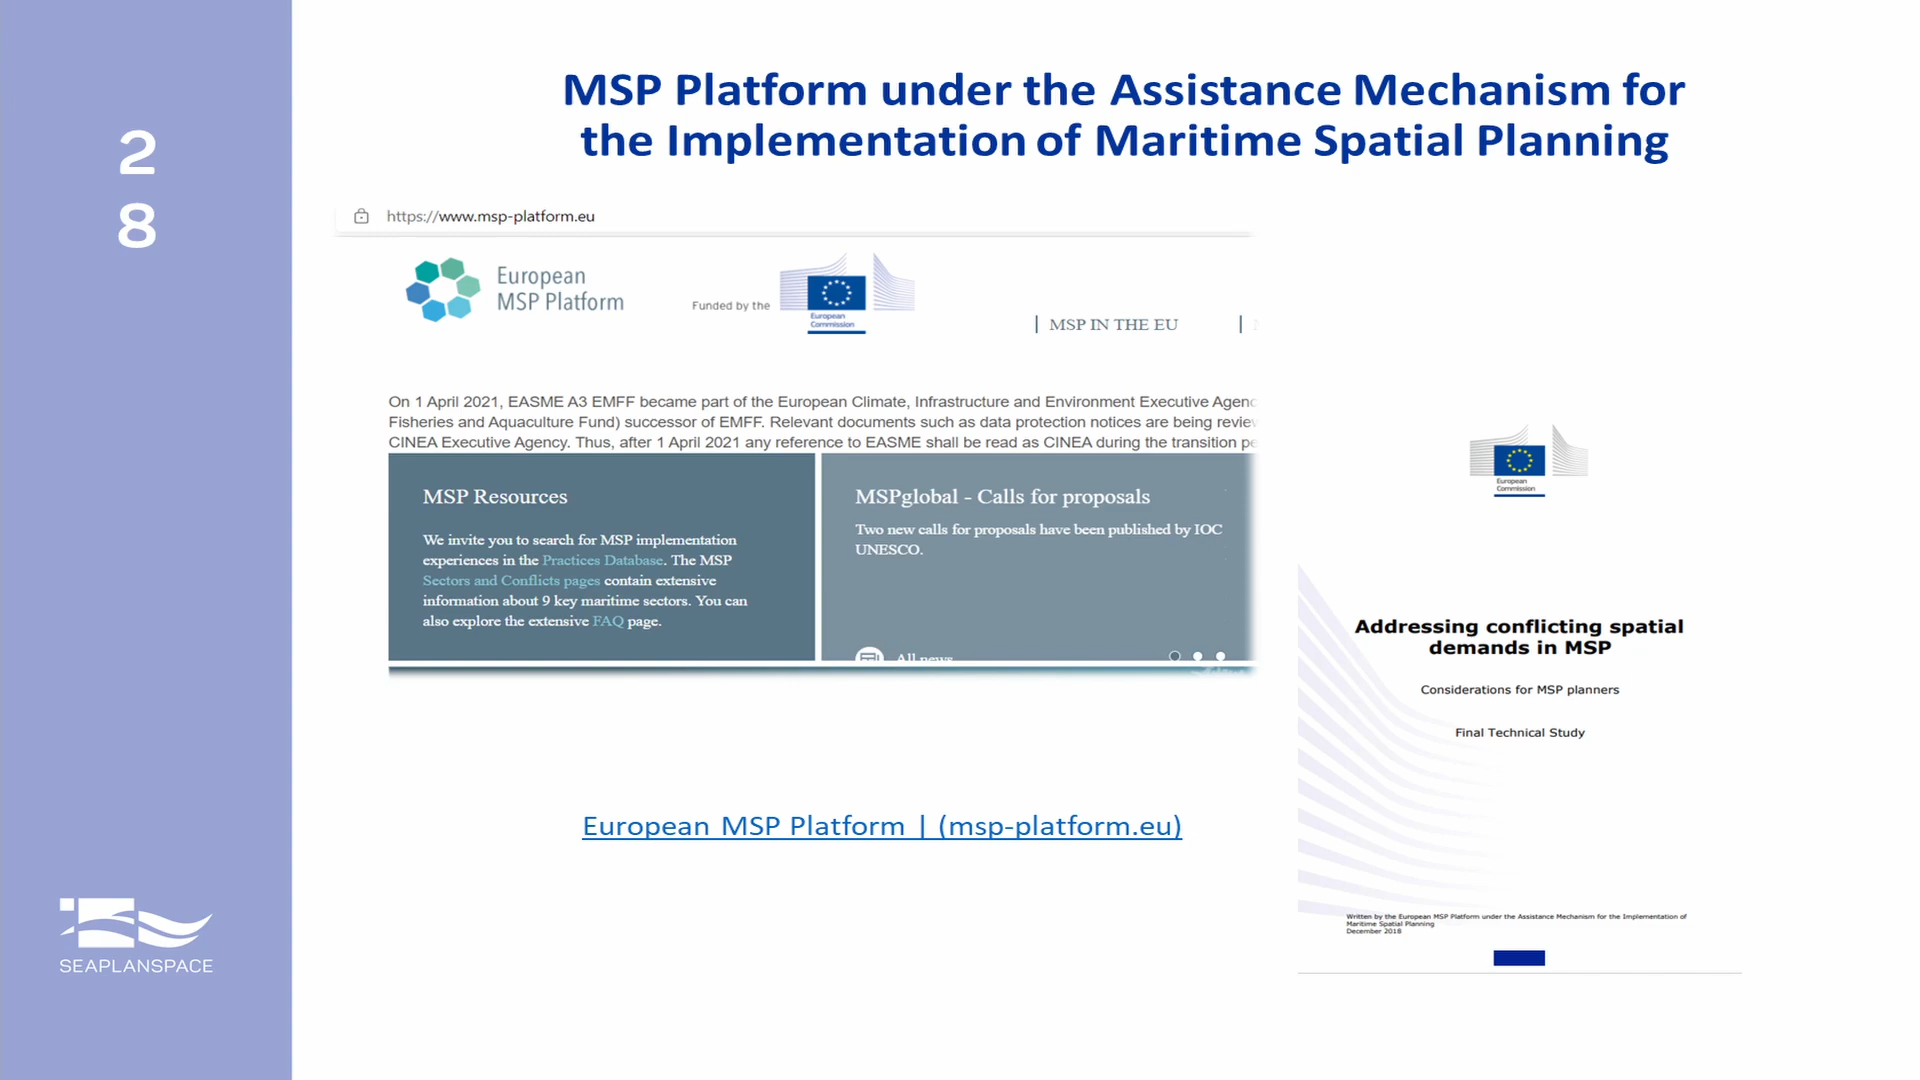 2
8
MSP Platform under the Assistance Mechanism for
the Implementation of Maritime Spatial Planning
https://www.msp-platform.eu
European
MSP Platform
Funded by the
European
Commission
| MSP IN THE EU |
On 1 April 2021, EASME A3 EMFF became part of the European Climate, Infrastructure and Environment Executive Agenc
Fisheries and Aquaculture Fund) successor of EMFF. Relevant documents such as data protection notices are being review
CINEA Executive Agency. Thus, after 1 April 2021 any reference to EASME shall be read as CINEA during the transition pe
MSP Resources
We invite you to search for MSP implementation
experiences in the Practices Database. The MSP
Sectors and Conflicts pages contain extensive
information about 9 key maritime sectors. You can
also explore the extensive FAQ page.
MSPglobal - Calls for proposals
Two new calls for proposals have been published by IOC
UNESCO.
All news
European MSP Platform | (msp-platform.eu)
European
Commission
Addressing conflicting spatial
demands in MSP
Considerations for MSP planners
Final Technical Study
Written by the European MSP Platform under the Assistance Mechanism for the Implementation of
Maritime Spatial Planning
December 2018
SEAPLANSPACE